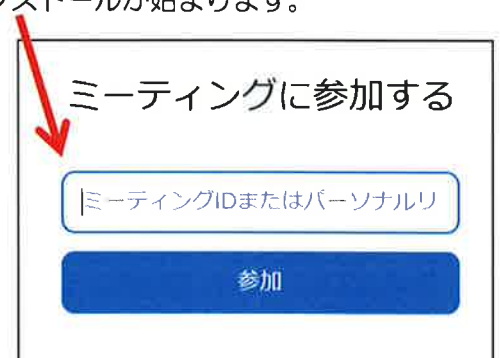 ストールが始まります。
ミーティングに参加する
ミーティングIDまたはパーソナルリ
参加